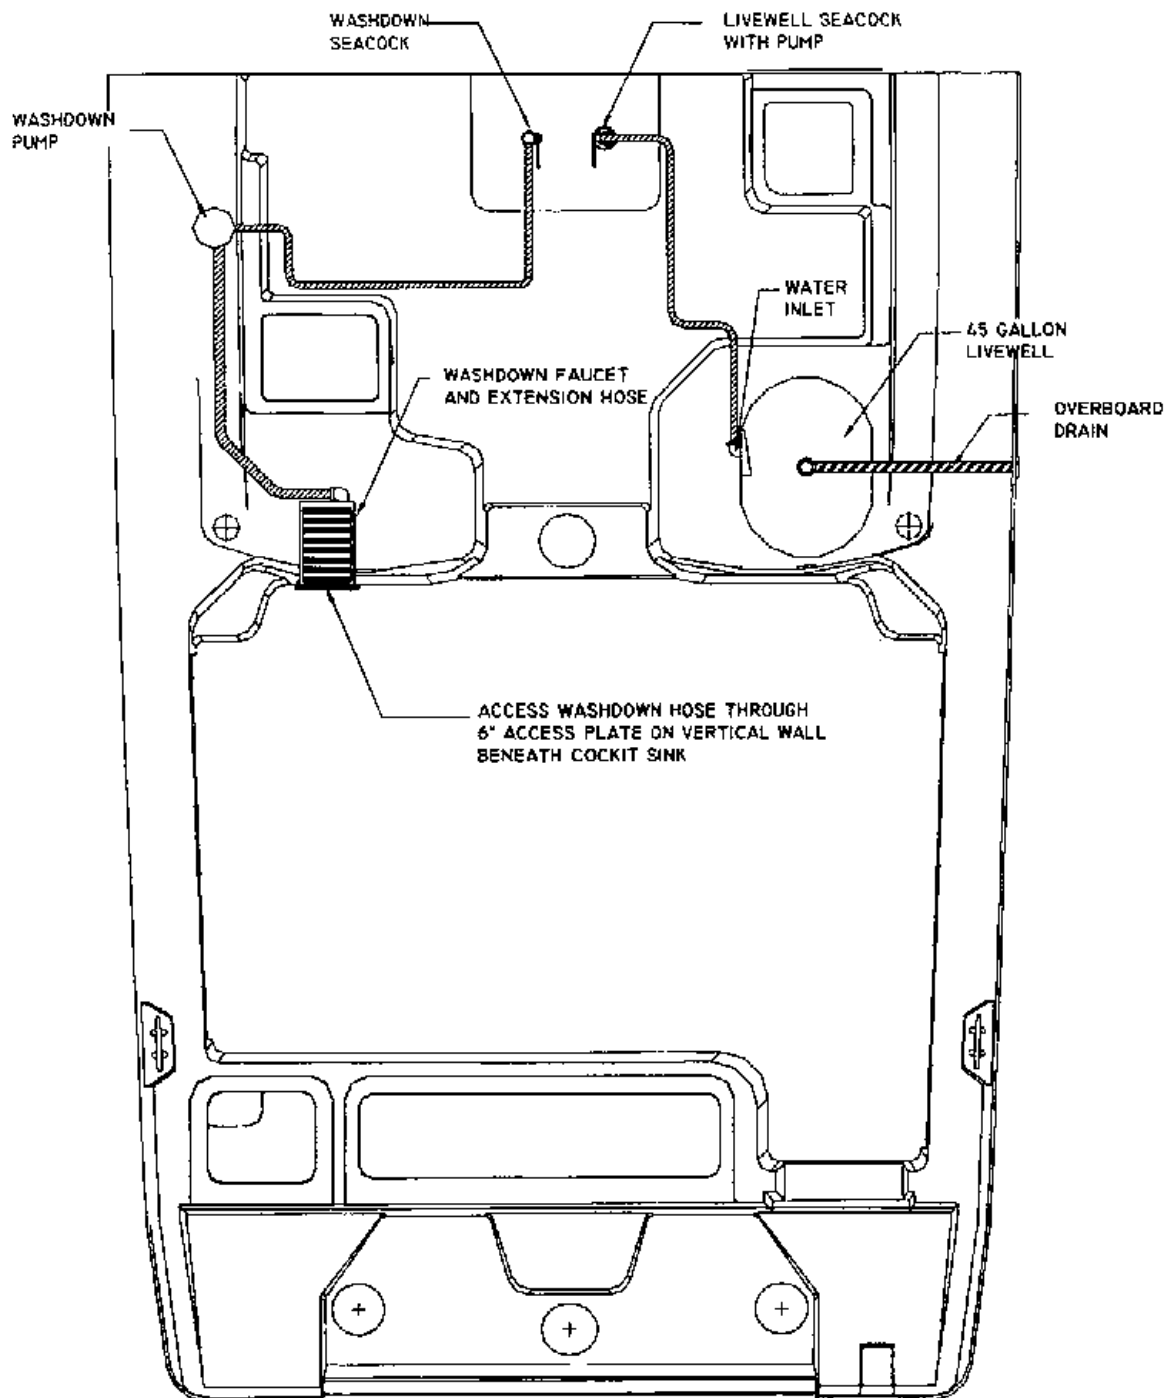 WASHDOWN
SEACOCK
LIVEWELL SEACOCK
WITH PUMP
WASHDOWN
PUMP
WATER
INLET
45 GALLON
LIVEWELL
WASHDOWN FAUCET
AND EXTENSION HOSE
OVERBOARD
DRAIN
ACCESS WASHDOWN HOSE THROUGH
6" ACCESS PLATE ON VERTICAL WALL
BENEATH COCKIT SINK